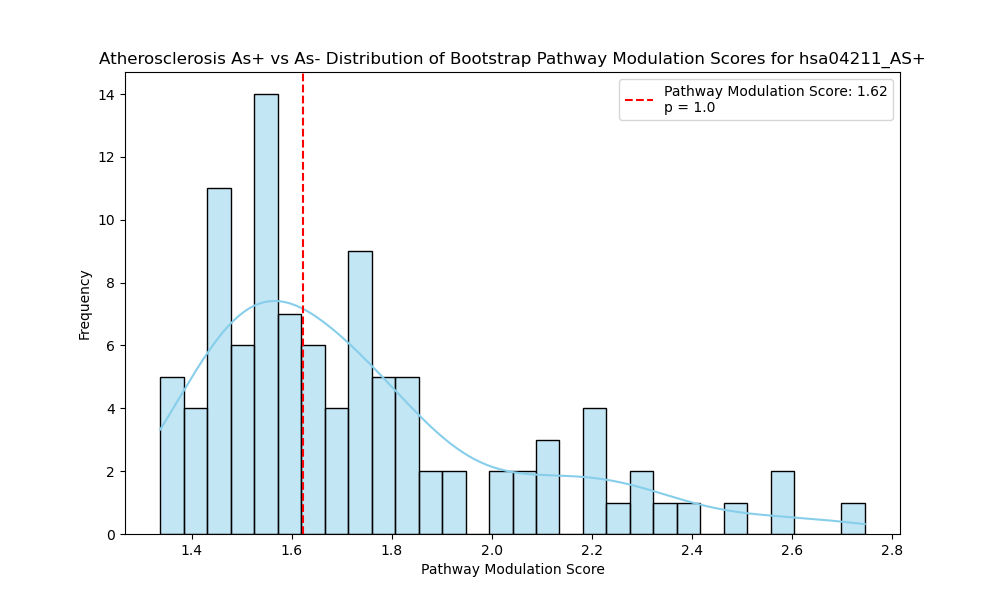 Atherosclerosis As+ vs As- Distribution of Bootstrap Pathway Modulation Scores for hsa04211_AS+
Pathway Modulation Score: 1.62
p = 1.0
14
12
10
8
6
4
2
0
Frequency
1.4 1.6 1.8 2.0 2.2 2.4 2.6 2.8
Pathway Modulation Score